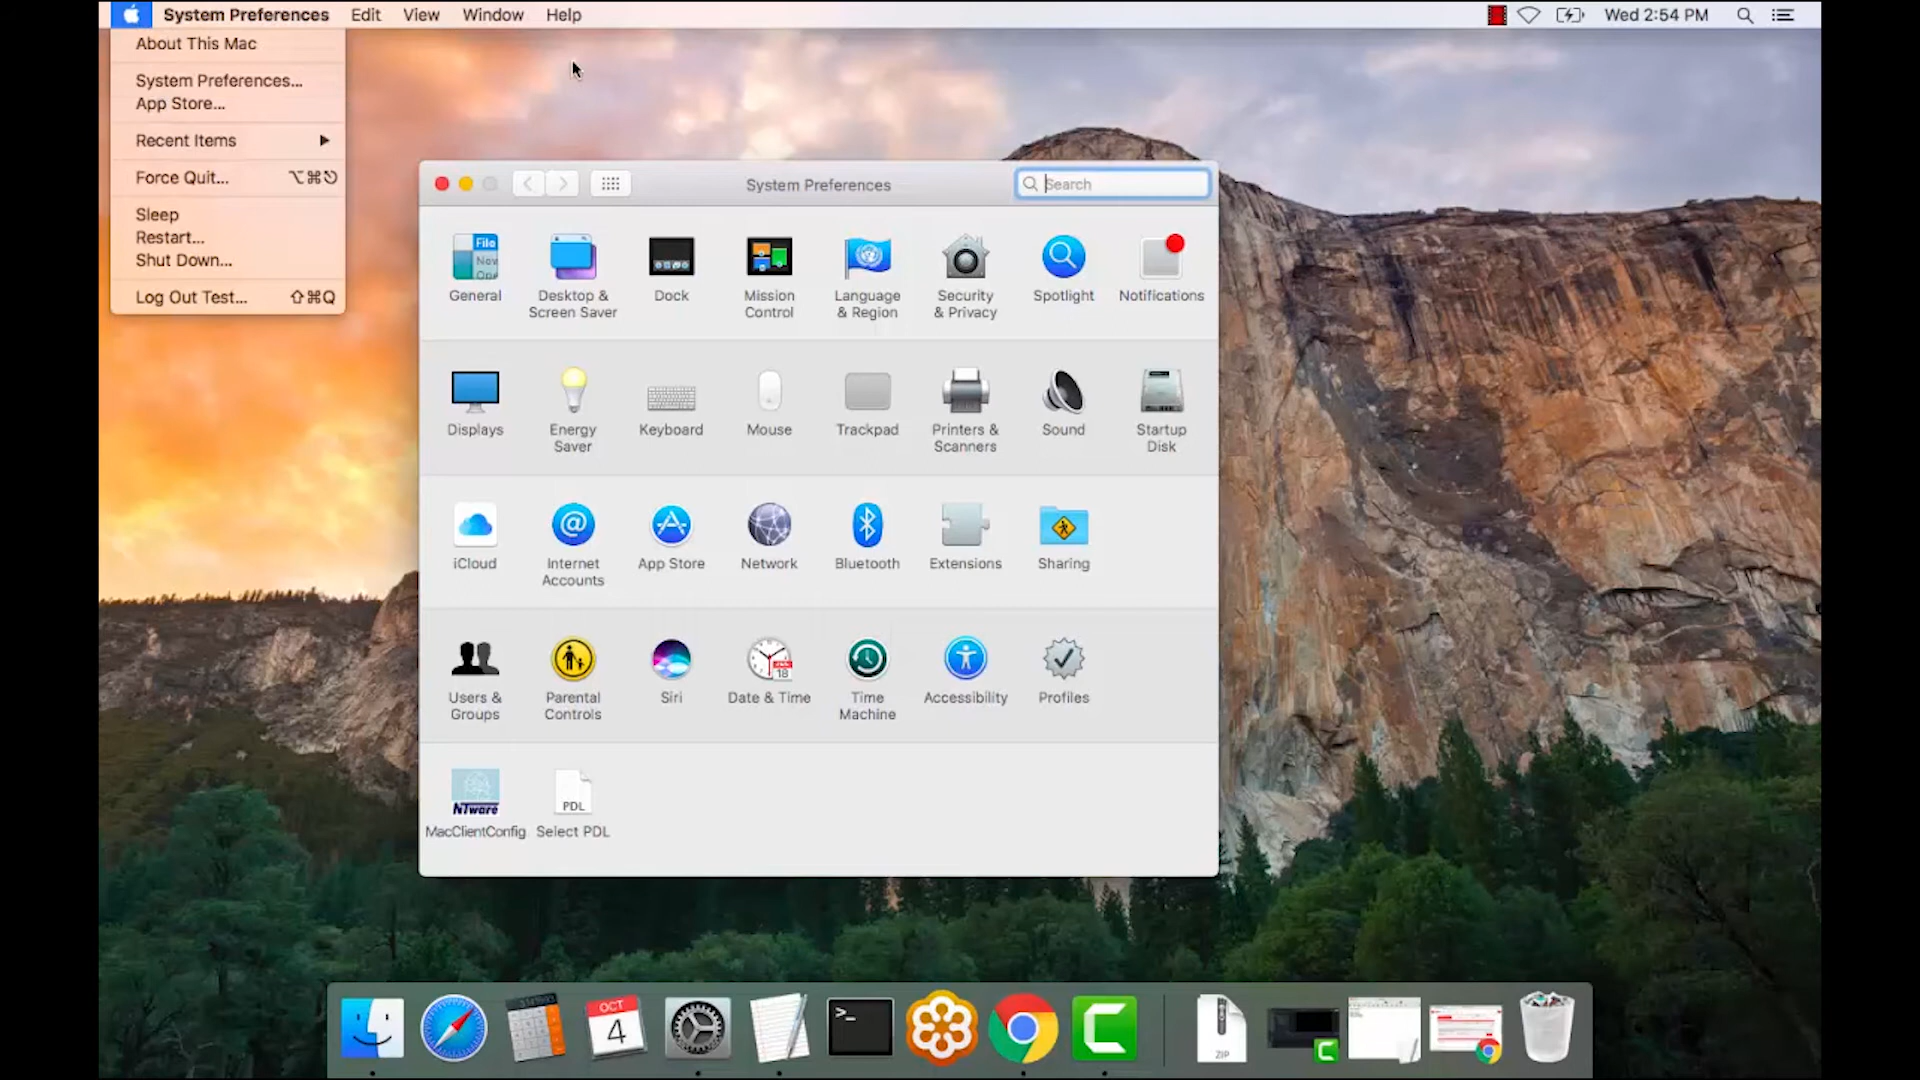 System Preferences Edit View Window Help Wed 2:54 PM
About This Mac
System Preferences...
App Store...
Recent Items
Force Quit... ⌥⌘⎋
Sleep
Restart...
Shut Down...
Log Out Test... ⇧⌘Q
System Preferences
Search
File
New
General
Desktop &
Screen Saver
Dock
Mission
Control
Language
& Region
Security
& Privacy
Spotlight
Notifications
Displays
Energy
Saver
Keyboard
Mouse
Trackpad
Printers &
Scanners
Sound
Startup
Disk
iCloud
Internet
Accounts
App Store
Network
Bluetooth
Extensions
Sharing
Users &
Groups
Parental
Controls
Siri
18
Date & Time
Time
Machine
Accessibility
Profiles
NTware
MacClientConfig
PDL
Select PDL
OCT
4
>_
ZIP